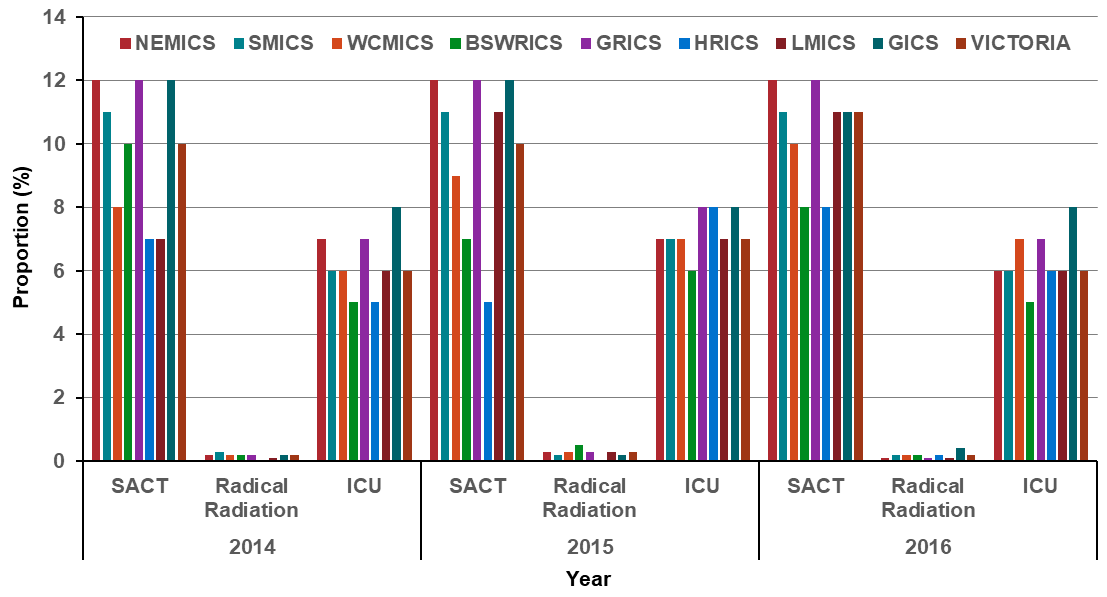 14
NEMICS SMICS WCMICS BSWRICS GRICS HRICS LMICS GICS VICTORIA
12
10
8
6
4
2
0
Proportion (%)
SACT Radical Radiation ICU SACT Radical Radiation ICU SACT Radical Radiation ICU
2014 2015 2016
Year